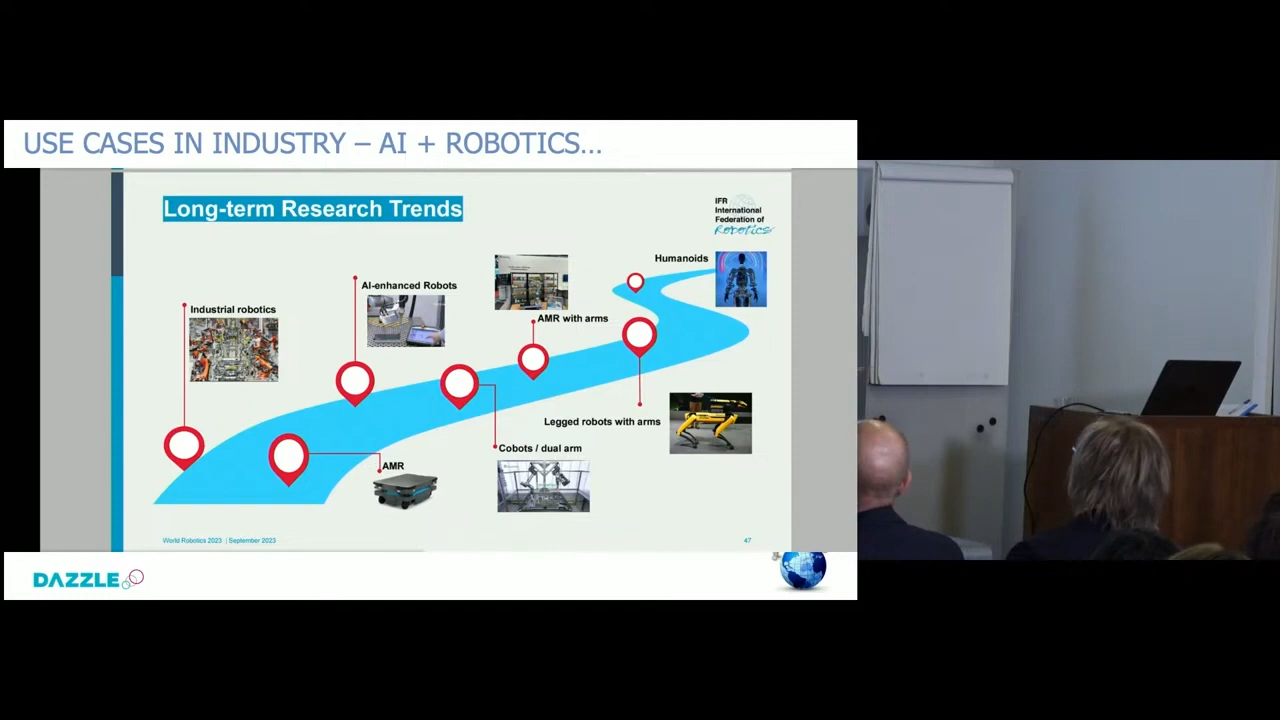 USE CASES IN INDUSTRY – AI + ROBOTICS...
Long-term Research Trends
IFR
International
Federation of
Robotics
Humanoids
AI-enhanced Robots
Industrial robotics
AMR with arms
Legged robots with arms
Cobots / dual arm
AMR
World Robotics 2023 | September 2023
47
DAZZLE